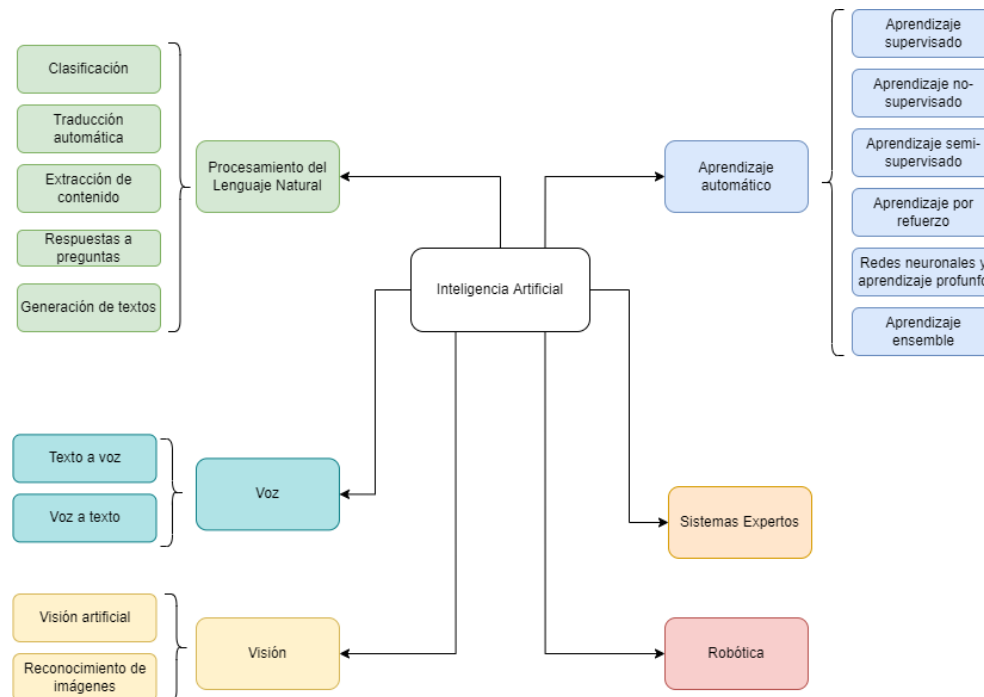 Clasificación
Traducción
automática
Extracción de
contenido
Respuestas a
preguntas
Generación de textos
Procesamiento del
Lenguaje Natural
Inteligencia Artificial
Aprendizaje
automático
Aprendizaje
supervisado
Aprendizaje no-
supervisado
Aprendizaje semi-
supervisado
Aprendizaje por
refuerzo
Redes neuronales y
aprendizaje profunfo
Aprendizaje
ensemble
Texto a voz
Voz a texto
Voz
Sistemas Expertos
Visión artificial
Reconocimiento de
imágenes
Visión
Robótica